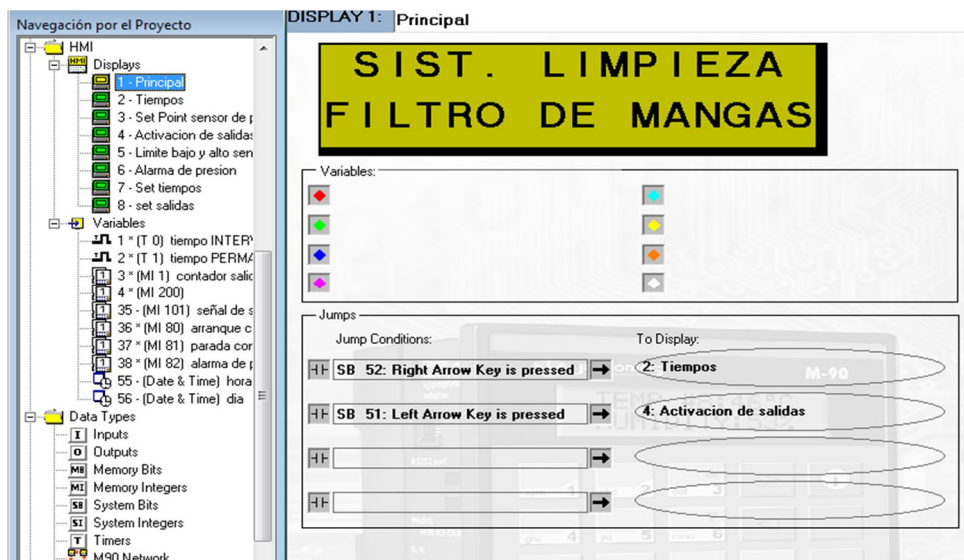 Navegación por el Proyecto
HMI
Displays
1 - Principal
2 - Tiempos
3 - Set Point sensor de p
4 - Activacion de salidas
5 - Limite bajo y alto sen
6 - Alarma de presion
7 - Set tiempos
8 - set salidas
Variables
1 * (T 0) tiempo INTERV
2 * (T 1) tiempo PERMA
3 * (MI 1) contador salid
4 * (MI 200)
35 - (MI 101) señal de s
36 * (MI 80) arranque c
37 * (MI 81) parada cor
38 * (MI 82) alarma de p
55 - (Date & Time) hora
56 - (Date & Time) dia
Data Types
I Inputs
O Outputs
MB Memory Bits
MI Memory Integers
SB System Bits
SI System Integers
T Timers
M90 Network
DISPLAY 1: Principal
SIST. LIMPIEZA
FILTRO DE MANGAS
Variables:
Jumps
Jump Conditions: To Display:
SB 52: Right Arrow Key is pressed 2: Tiempos
M-90
SB 51: Left Arrow Key is pressed 4: Activacion de salidas